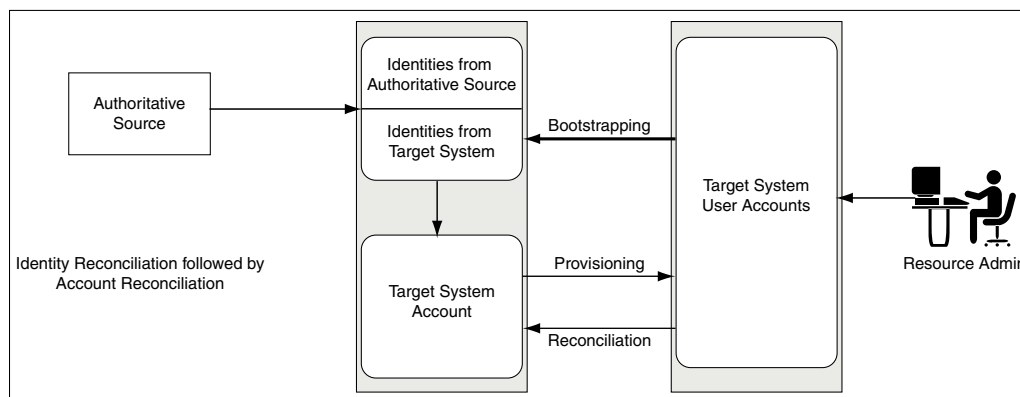 Authoritative
Source
Identities from
Authoritative Source
Identities from
Target System
Bootstrapping
Target System
User Accounts
Resource Admin
Identity Reconciliation followed by
Account Reconciliation
Target System
Account
Provisioning
Reconciliation